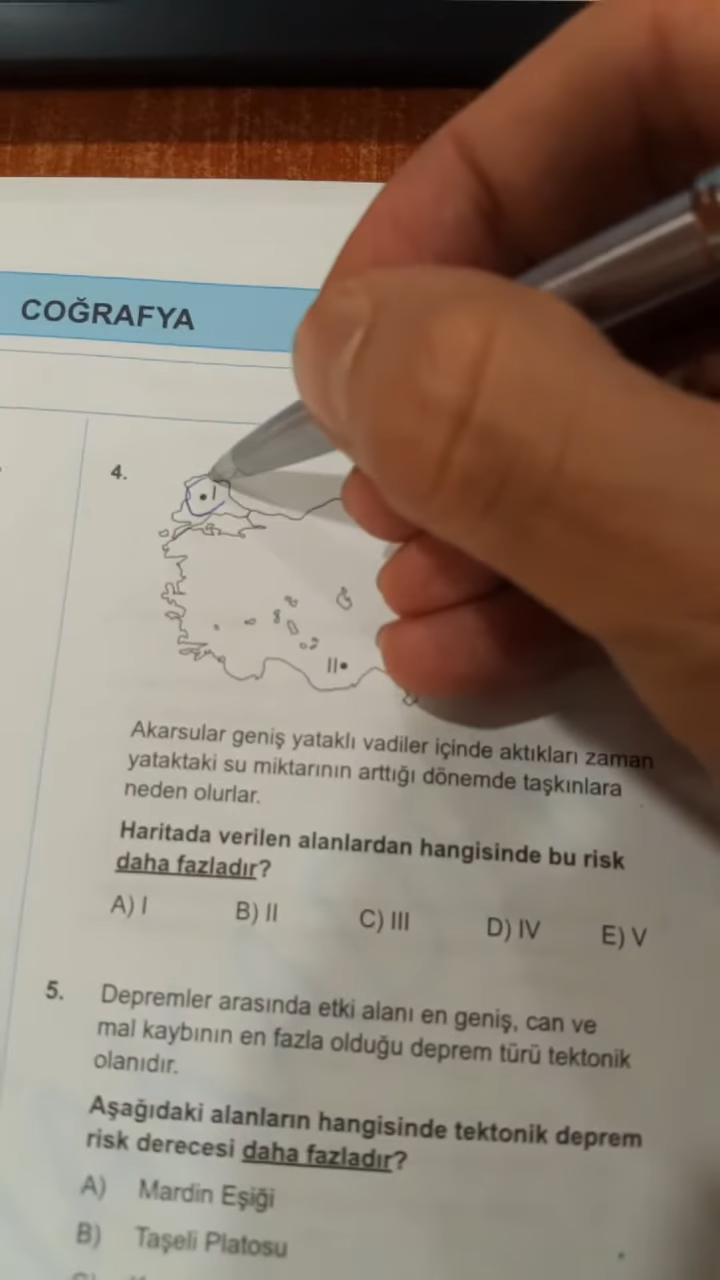 COĞRAFYA
4.
I
II
Akarsular geniş yataklı vadiler içinde aktıkları zaman
yataktaki su miktarının arttığı dönemde taşkınlara
neden olurlar.
Haritada verilen alanlardan hangisinde bu risk
daha fazladır?
A) I B) II C) III D) IV E) V
5. Depremler arasında etki alanı en geniş, can ve
mal kaybının en fazla olduğu deprem türü tektonik
olanıdır.
Aşağıdaki alanların hangisinde tektonik deprem
risk derecesi daha fazladır?
A) Mardin Eşiği
B) Taşeli Platosu